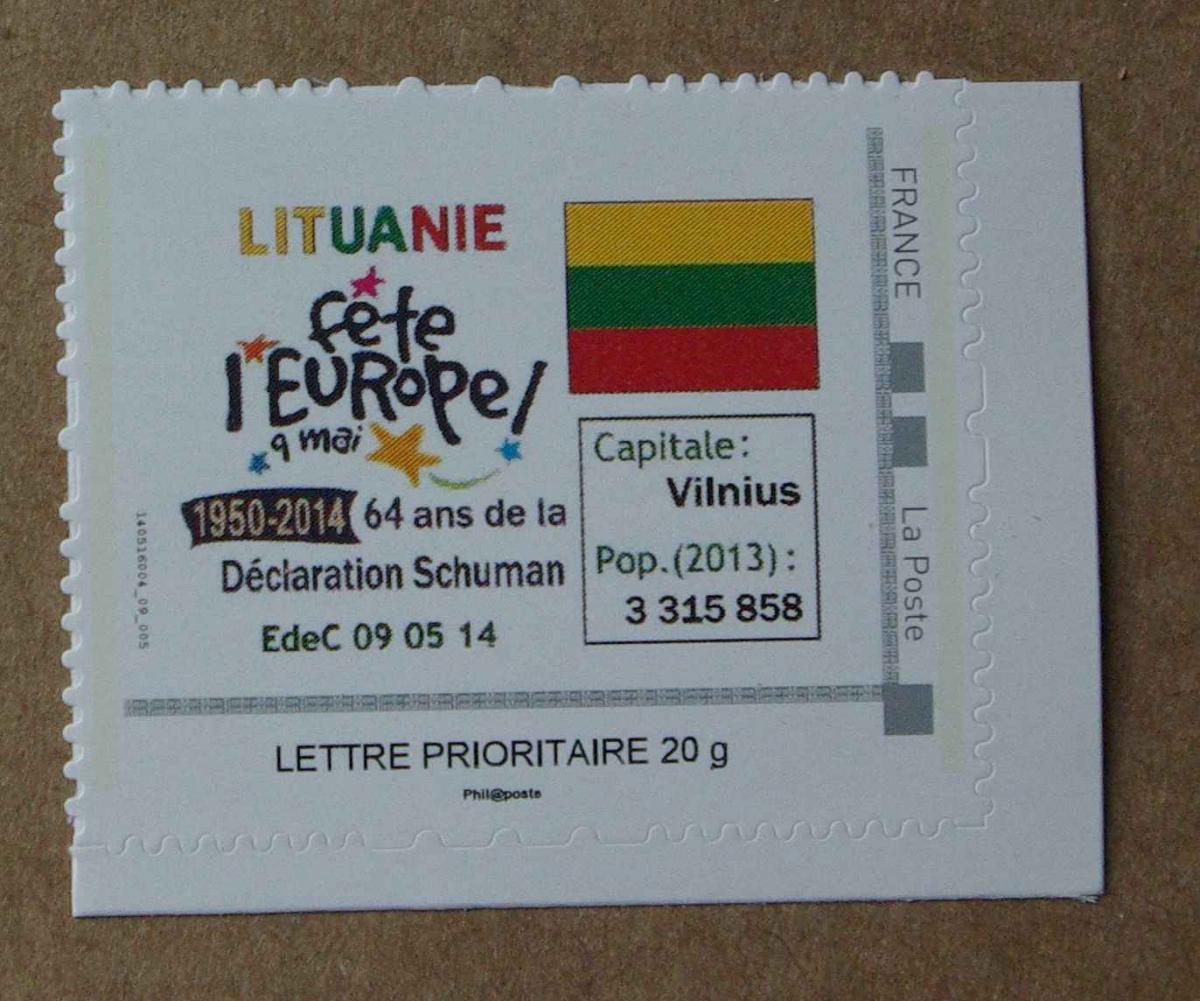 LITUANIE
fête
l'EUROPE!
9 mai
1950-2014 64 ans de la
Déclaration Schuman
EdeC 09 05 14
Capitale:
Vilnius
Pop.(2013):
3 315 858
FRANCE
La Poste
140516004_09_005
LETTRE PRIORITAIRE 20 g
Phil@poste